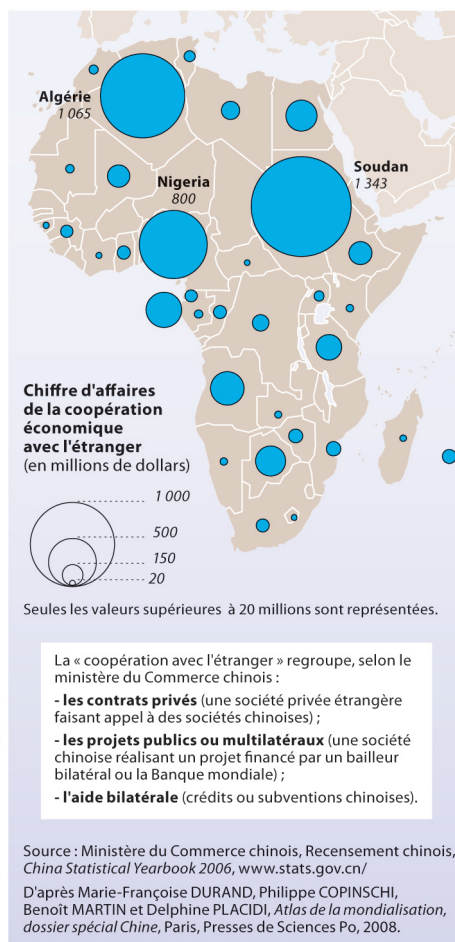 Algérie
1 065
Nigeria
800
Soudan
1 343
Chiffre d'affaires
de la coopération
économique
avec l'étranger
(en millions de dollars)
1 000
500
150
20
Seules les valeurs supérieures à 20 millions sont représentées.
La « coopération avec l'étranger » regroupe, selon le
ministère du Commerce chinois :
- les contrats privés (une société privée étrangère
faisant appel à des sociétés chinoises) ;
- les projets publics ou multilatéraux (une société
chinoise réalisant un projet financé par un bailleur
bilatéral ou la Banque mondiale) ;
- l'aide bilatérale (crédits ou subventions chinoises).
Source : Ministère du Commerce chinois, Recensement chinois,
China Statistical Yearbook 2006, www.stats.gov.cn/
D'après Marie-Françoise DURAND, Philippe COPINSCHI,
Benoît MARTIN et Delphine PLACIDI, Atlas de la mondialisation,
dossier spécial Chine, Paris, Presses de Sciences Po, 2008.